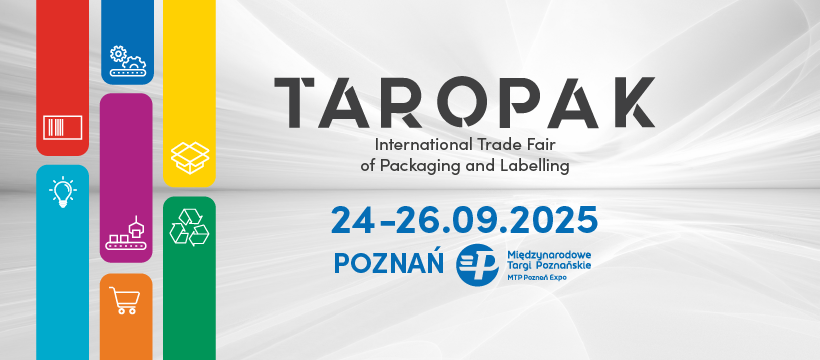 TAROPAK
International Trade Fair
of Packaging and Labelling
24-26.09.2025
POZNAŃ
Międzynarodowe
Targi Poznańskie
MTP Poznań Expo